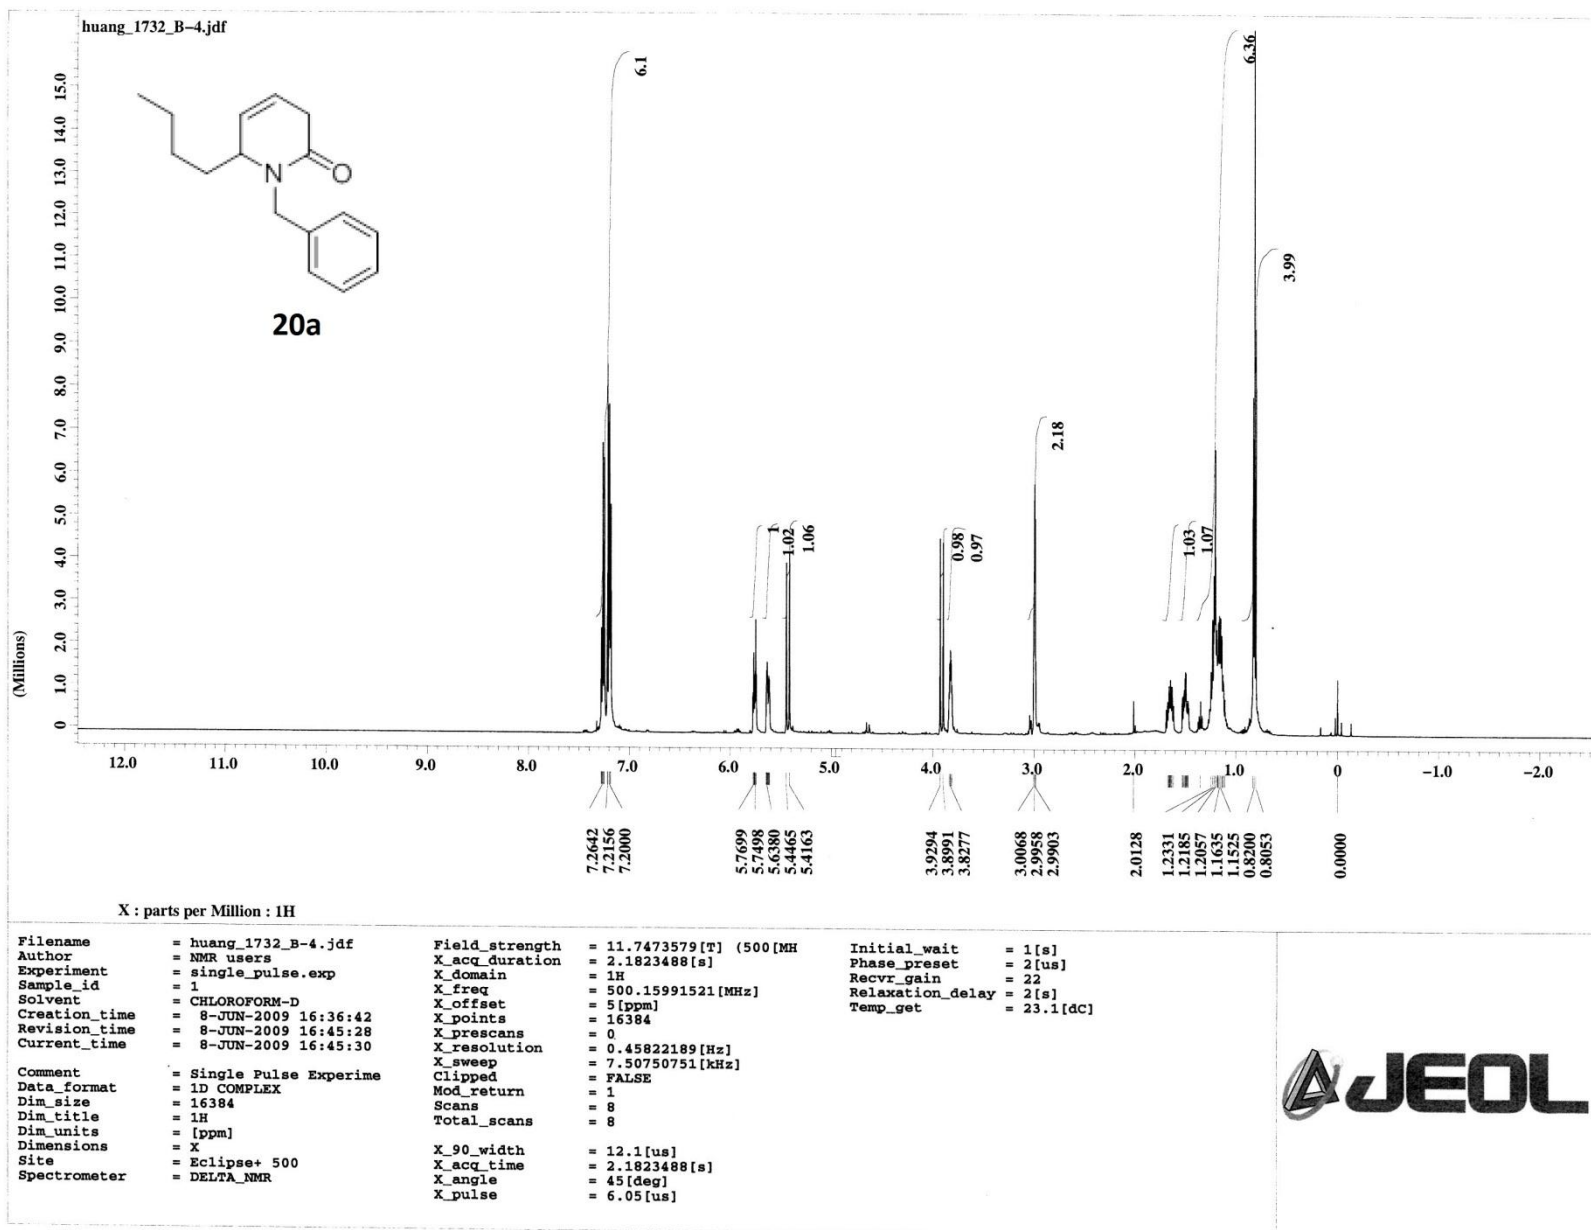 huang_1732_B-4.jdf
N
O
20a
(Millions)
15.0
14.0
13.0
12.0
11.0
10.0
9.0
8.0
7.0
6.0
5.0
4.0
3.0
2.0
1.0
0
6.1
1
1.02
1.06
0.98
0.97
2.18
1.03
1.07
6.36
3.99
12.0 11.0 10.0 9.0 8.0 7.0 6.0 5.0 4.0 3.0 2.0 1.0 0 -1.0 -2.0
7.2642
7.2156
7.2000
5.7699
5.7498
5.6380
5.4465
5.4163
3.9294
3.8991
3.8277
3.0068
2.9958
2.9903
2.0128
1.2331
1.2185
1.2057
1.1635
1.1525
0.8200
0.8053
0.0000
X : parts per Million : 1H
Filename = huang_1732_B-4.jdf
Author = NMR users
Experiment = single_pulse.exp
Sample_id = 1
Solvent = CHLOROFORM-D
Creation_time = 8-JUN-2009 16:36:42
Revision_time = 8-JUN-2009 16:45:28
Current_time = 8-JUN-2009 16:45:30
Comment = Single Pulse Experime
Data_format = 1D COMPLEX
Dim_size = 16384
Dim_title = 1H
Dim_units = [ppm]
Dimensions = X
Site = Eclipse+ 500
Spectrometer = DELTA_NMR
Field_strength = 11.7473579[T] (500[MH
X_acq_duration = 2.1823488[s]
X_domain = 1H
X_freq = 500.15991521[MHz]
X_offset = 5[ppm]
X_points = 16384
X_prescans = 0
X_resolution = 0.45822189[Hz]
X_sweep = 7.50750751[kHz]
Clipped = FALSE
Mod_return = 1
Scans = 8
Total_scans = 8
X_90_width = 12.1[us]
X_acq_time = 2.1823488[s]
X_angle = 45[deg]
X_pulse = 6.05[us]
Initial_wait = 1[s]
Phase_preset = 2[us]
Recvr_gain = 22
Relaxation_delay = 2[s]
Temp_get = 23.1[dC]
JEOL